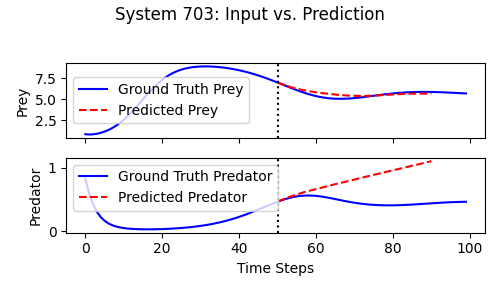 System 703: Input vs. Prediction
Prey
7.5
5.0
2.5
Ground Truth Prey
Predicted Prey
Predator
1
0
Ground Truth Predator
Predicted Predator
0
20
40
60
80
100
Time Steps